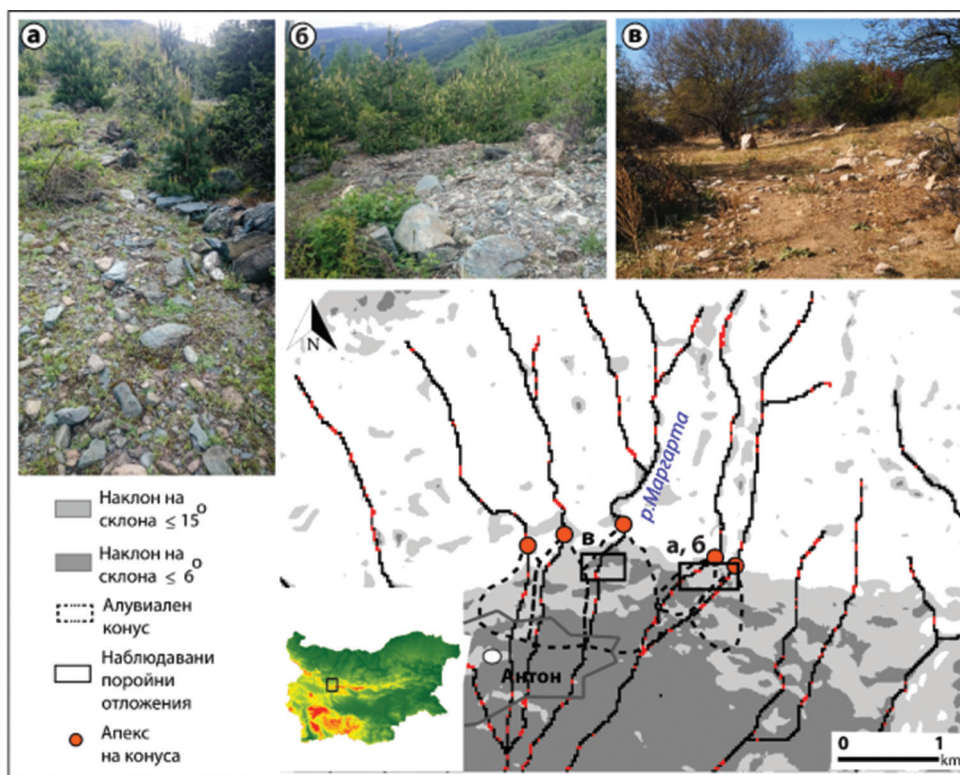 а
б
в
N
р.Маргарта
в
а, б
Антон
0 1
km
Наклон на
склона ≤ 15°
Наклон на
склона ≤ 6°
Алувиален
конус
Наблюдавани
поройни
отложения
Апекс
на конуса